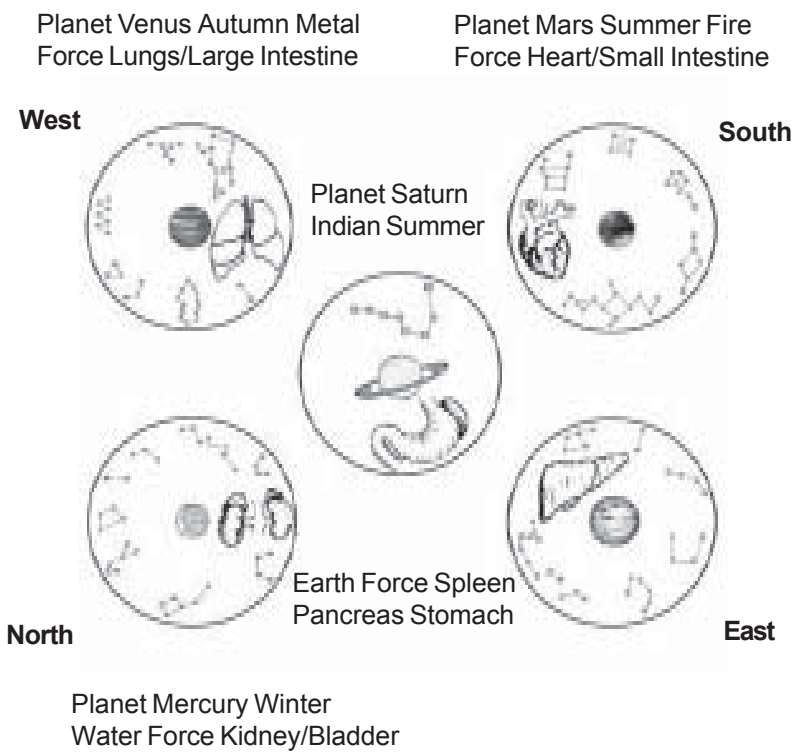 Planet Venus Autumn Metal
Force Lungs/Large Intestine
Planet Mars Summer Fire
Force Heart/Small Intestine
West
South
Planet Saturn
Indian Summer
Earth Force Spleen
Pancreas Stomach
North
East
Planet Mercury Winter
Water Force Kidney/Bladder